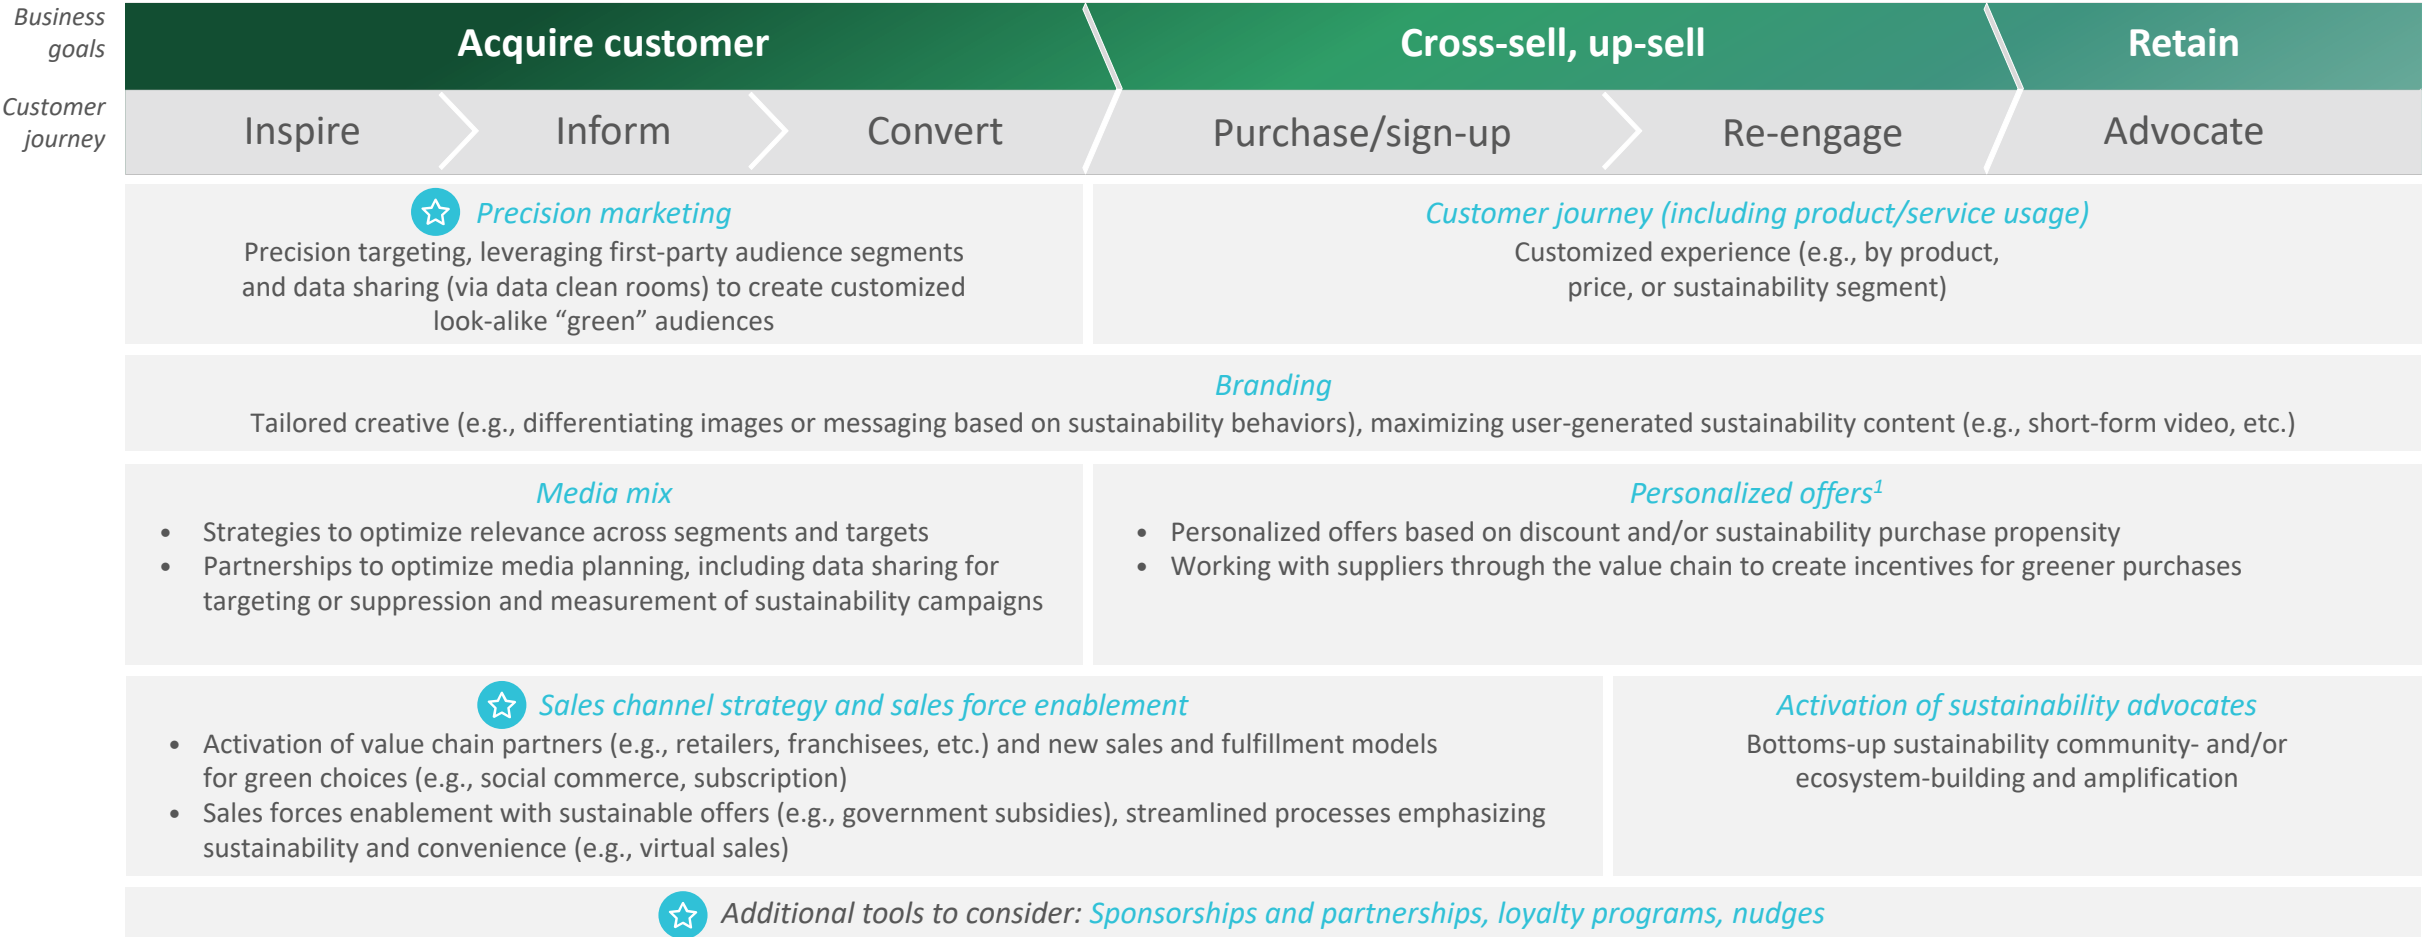 Business
goals
Acquire customer
Cross-sell, up-sell
Retain
Customer
journey
Inspire
Inform
Convert
Purchase/sign-up
Re-engage
Advocate
Precision marketing
Precision targeting, leveraging first-party audience segments
and data sharing (via data clean rooms) to create customized
look-alike “green” audiences
Customer journey (including product/service usage)
Customized experience (e.g., by product,
price, or sustainability segment)
Branding
Tailored creative (e.g., differentiating images or messaging based on sustainability behaviors), maximizing user-generated sustainability content (e.g., short-form video, etc.)
Media mix
• Strategies to optimize relevance across segments and targets
• Partnerships to optimize media planning, including data sharing for
targeting or suppression and measurement of sustainability campaigns
Personalized offers¹
• Personalized offers based on discount and/or sustainability purchase propensity
• Working with suppliers through the value chain to create incentives for greener purchases
Sales channel strategy and sales force enablement
• Activation of value chain partners (e.g., retailers, franchisees, etc.) and new sales and fulfillment models
for green choices (e.g., social commerce, subscription)
• Sales forces enablement with sustainable offers (e.g., government subsidies), streamlined processes emphasizing
sustainability and convenience (e.g., virtual sales)
Activation of sustainability advocates
Bottoms-up sustainability community- and/or
ecosystem-building and amplification
Additional tools to consider: Sponsorships and partnerships, loyalty programs, nudges